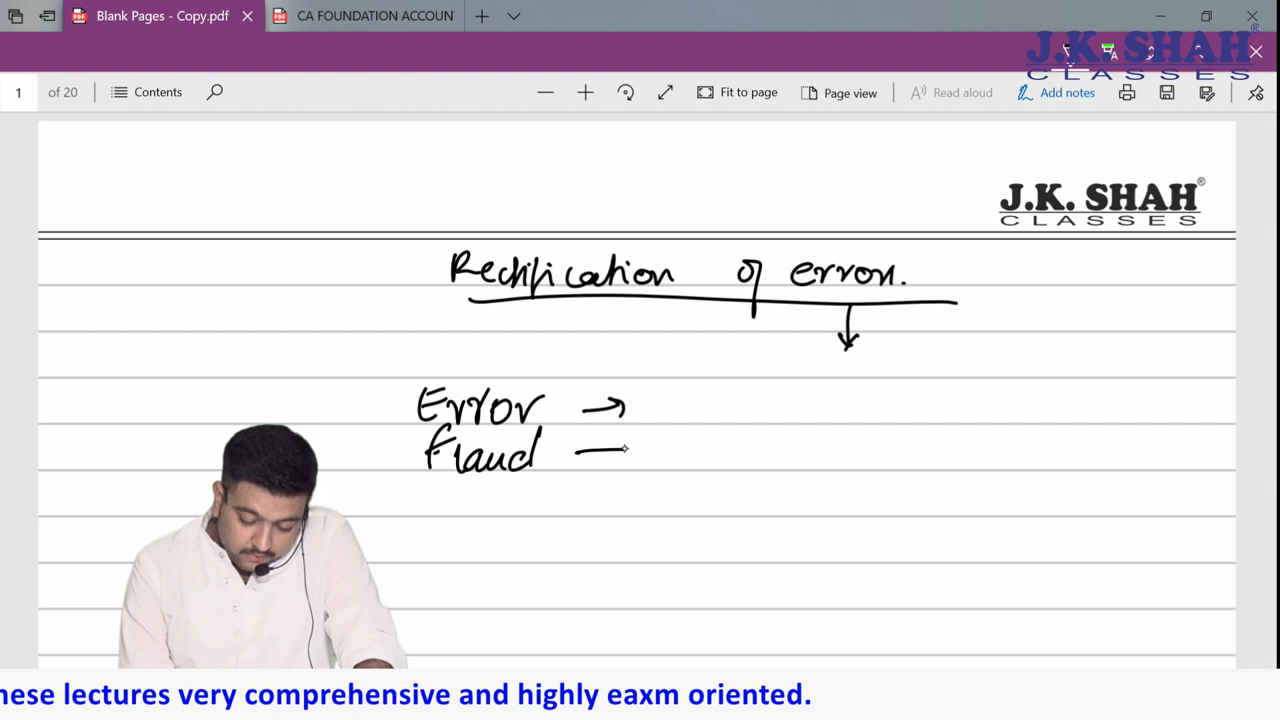 Blank Pages - Copy.pdf
CA FOUNDATION ACCOUN
J.K. SHAH®
CLASSES
1 of 20
Contents
Fit to page
Page view
Read aloud
Add notes
J.K. SHAH®
CLASSES
Rectification of error.
Error →
Fraud —
hese lectures very comprehensive and highly eaxm oriented.